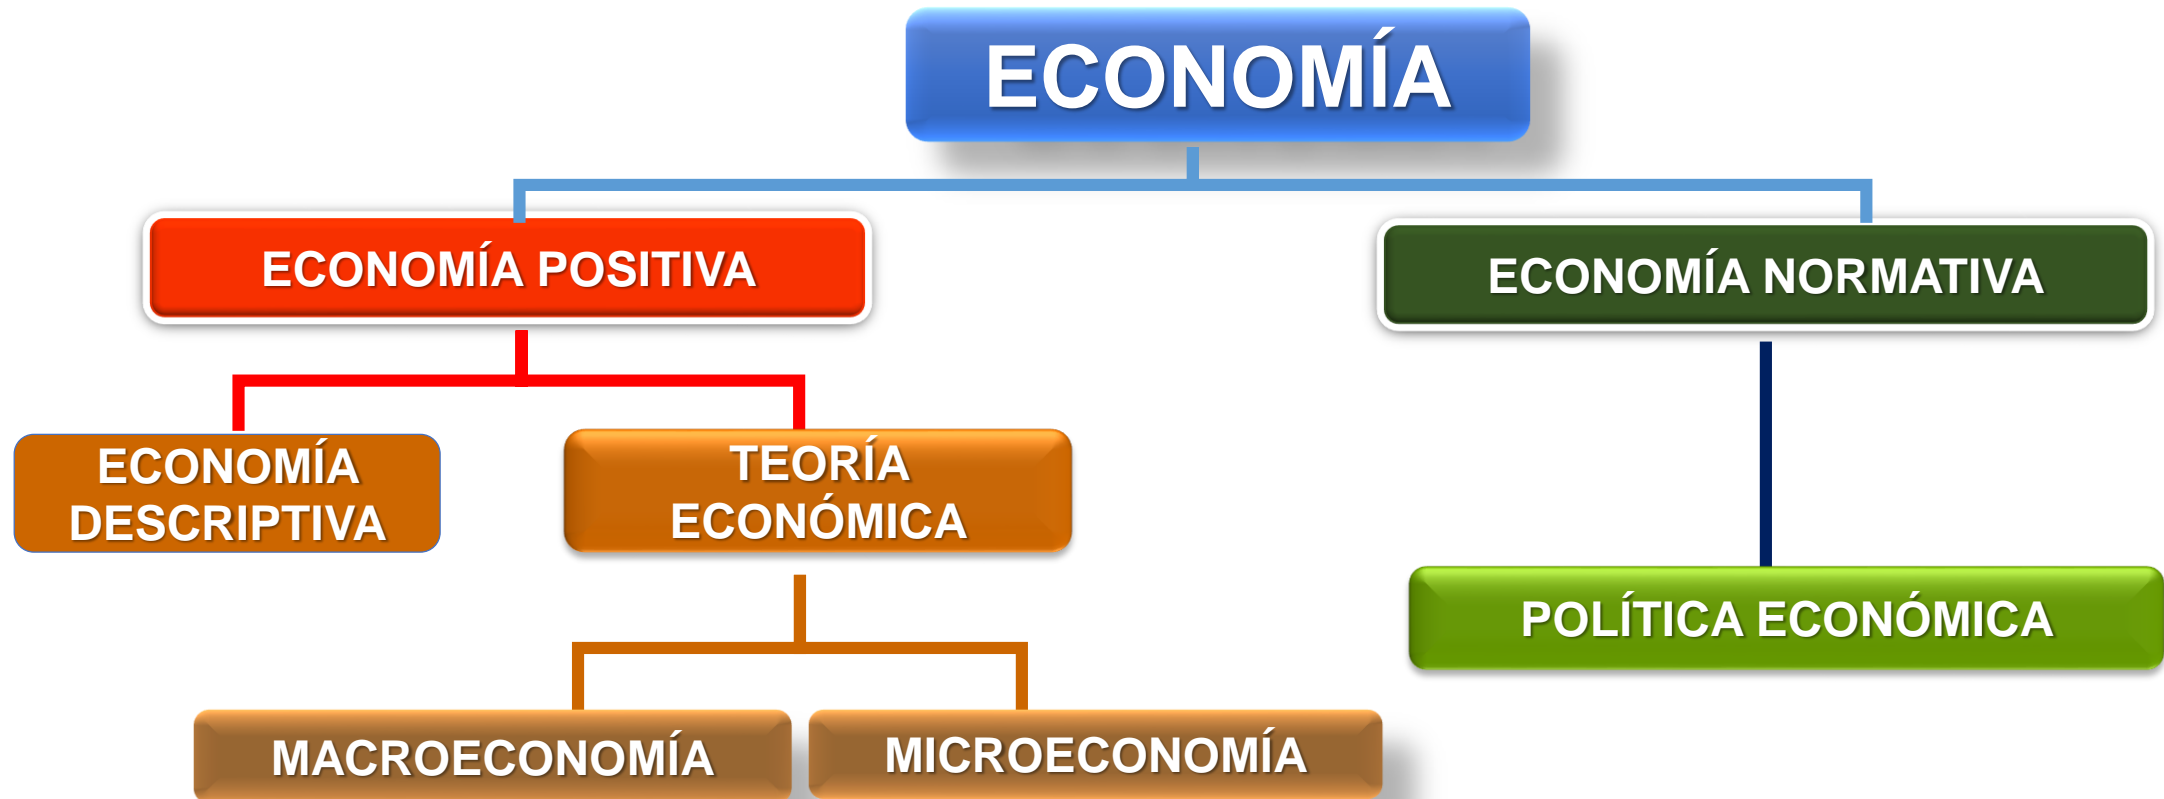 ECONOMÍA
ECONOMÍA POSITIVA
ECONOMÍA NORMATIVA
ECONOMÍA
DESCRIPTIVA
TEORÍA
ECONÓMICA
POLÍTICA ECONÓMICA
MACROECONOMÍA
MICROECONOMÍA